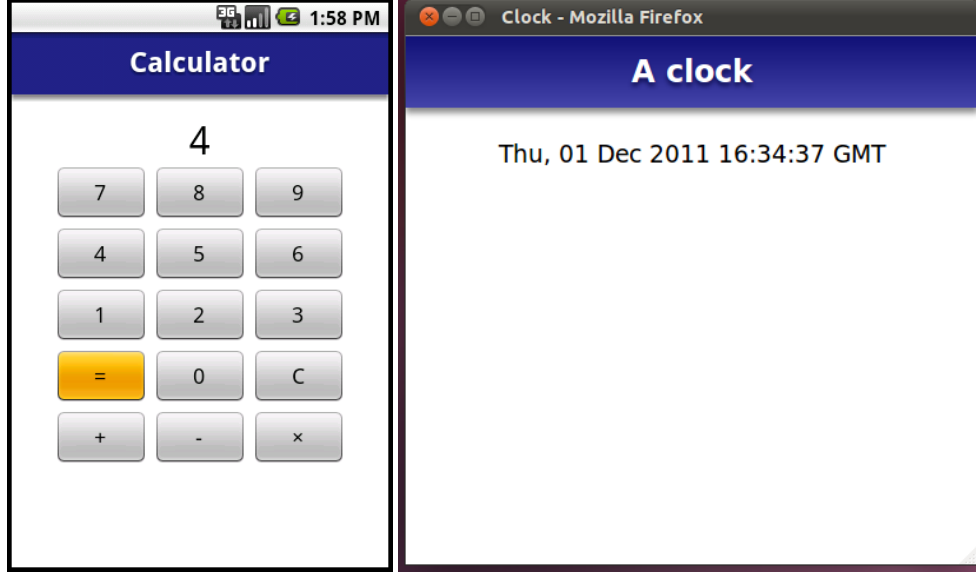 3G 1:58 PM
Calculator
4
7 8 9
4 5 6
1 2 3
= 0 C
+ - ×
Clock - Mozilla Firefox
A clock
Thu, 01 Dec 2011 16:34:37 GMT